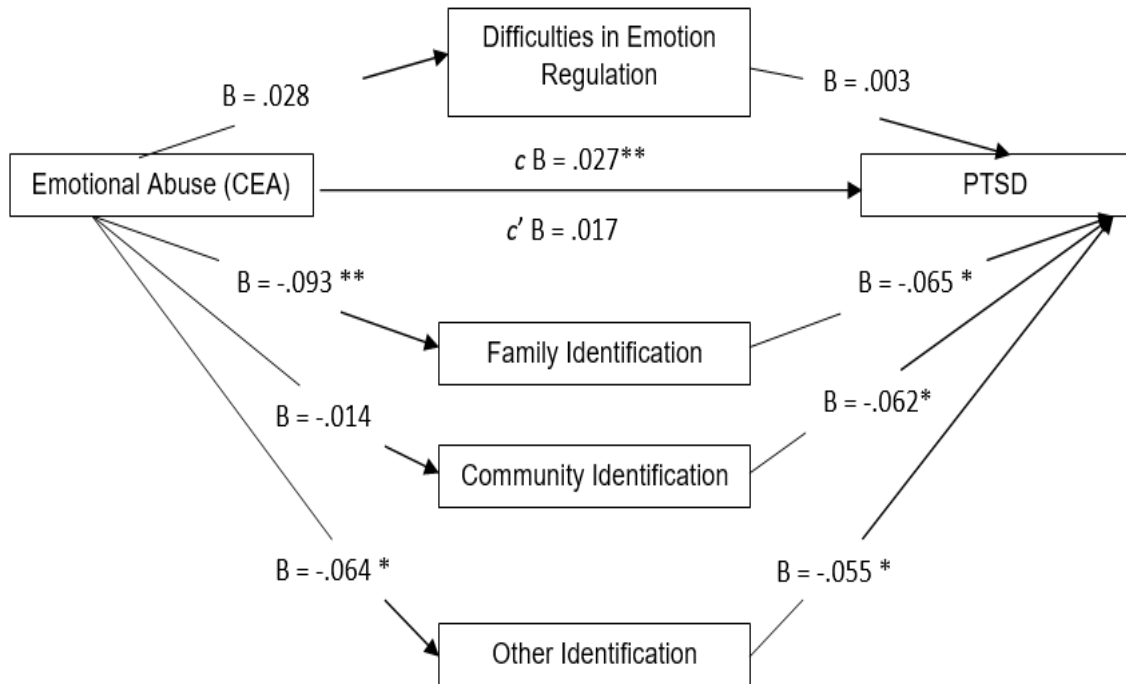 Difficulties in Emotion
Regulation
B = .028
B = .003
c B = .027**
Emotional Abuse (CEA)
PTSD
c' B = .017
B = -.093 **
B = -.065 *
Family Identification
B = -.014
B = -.062*
Community Identification
B = -.064 *
B = -.055 *
Other Identification